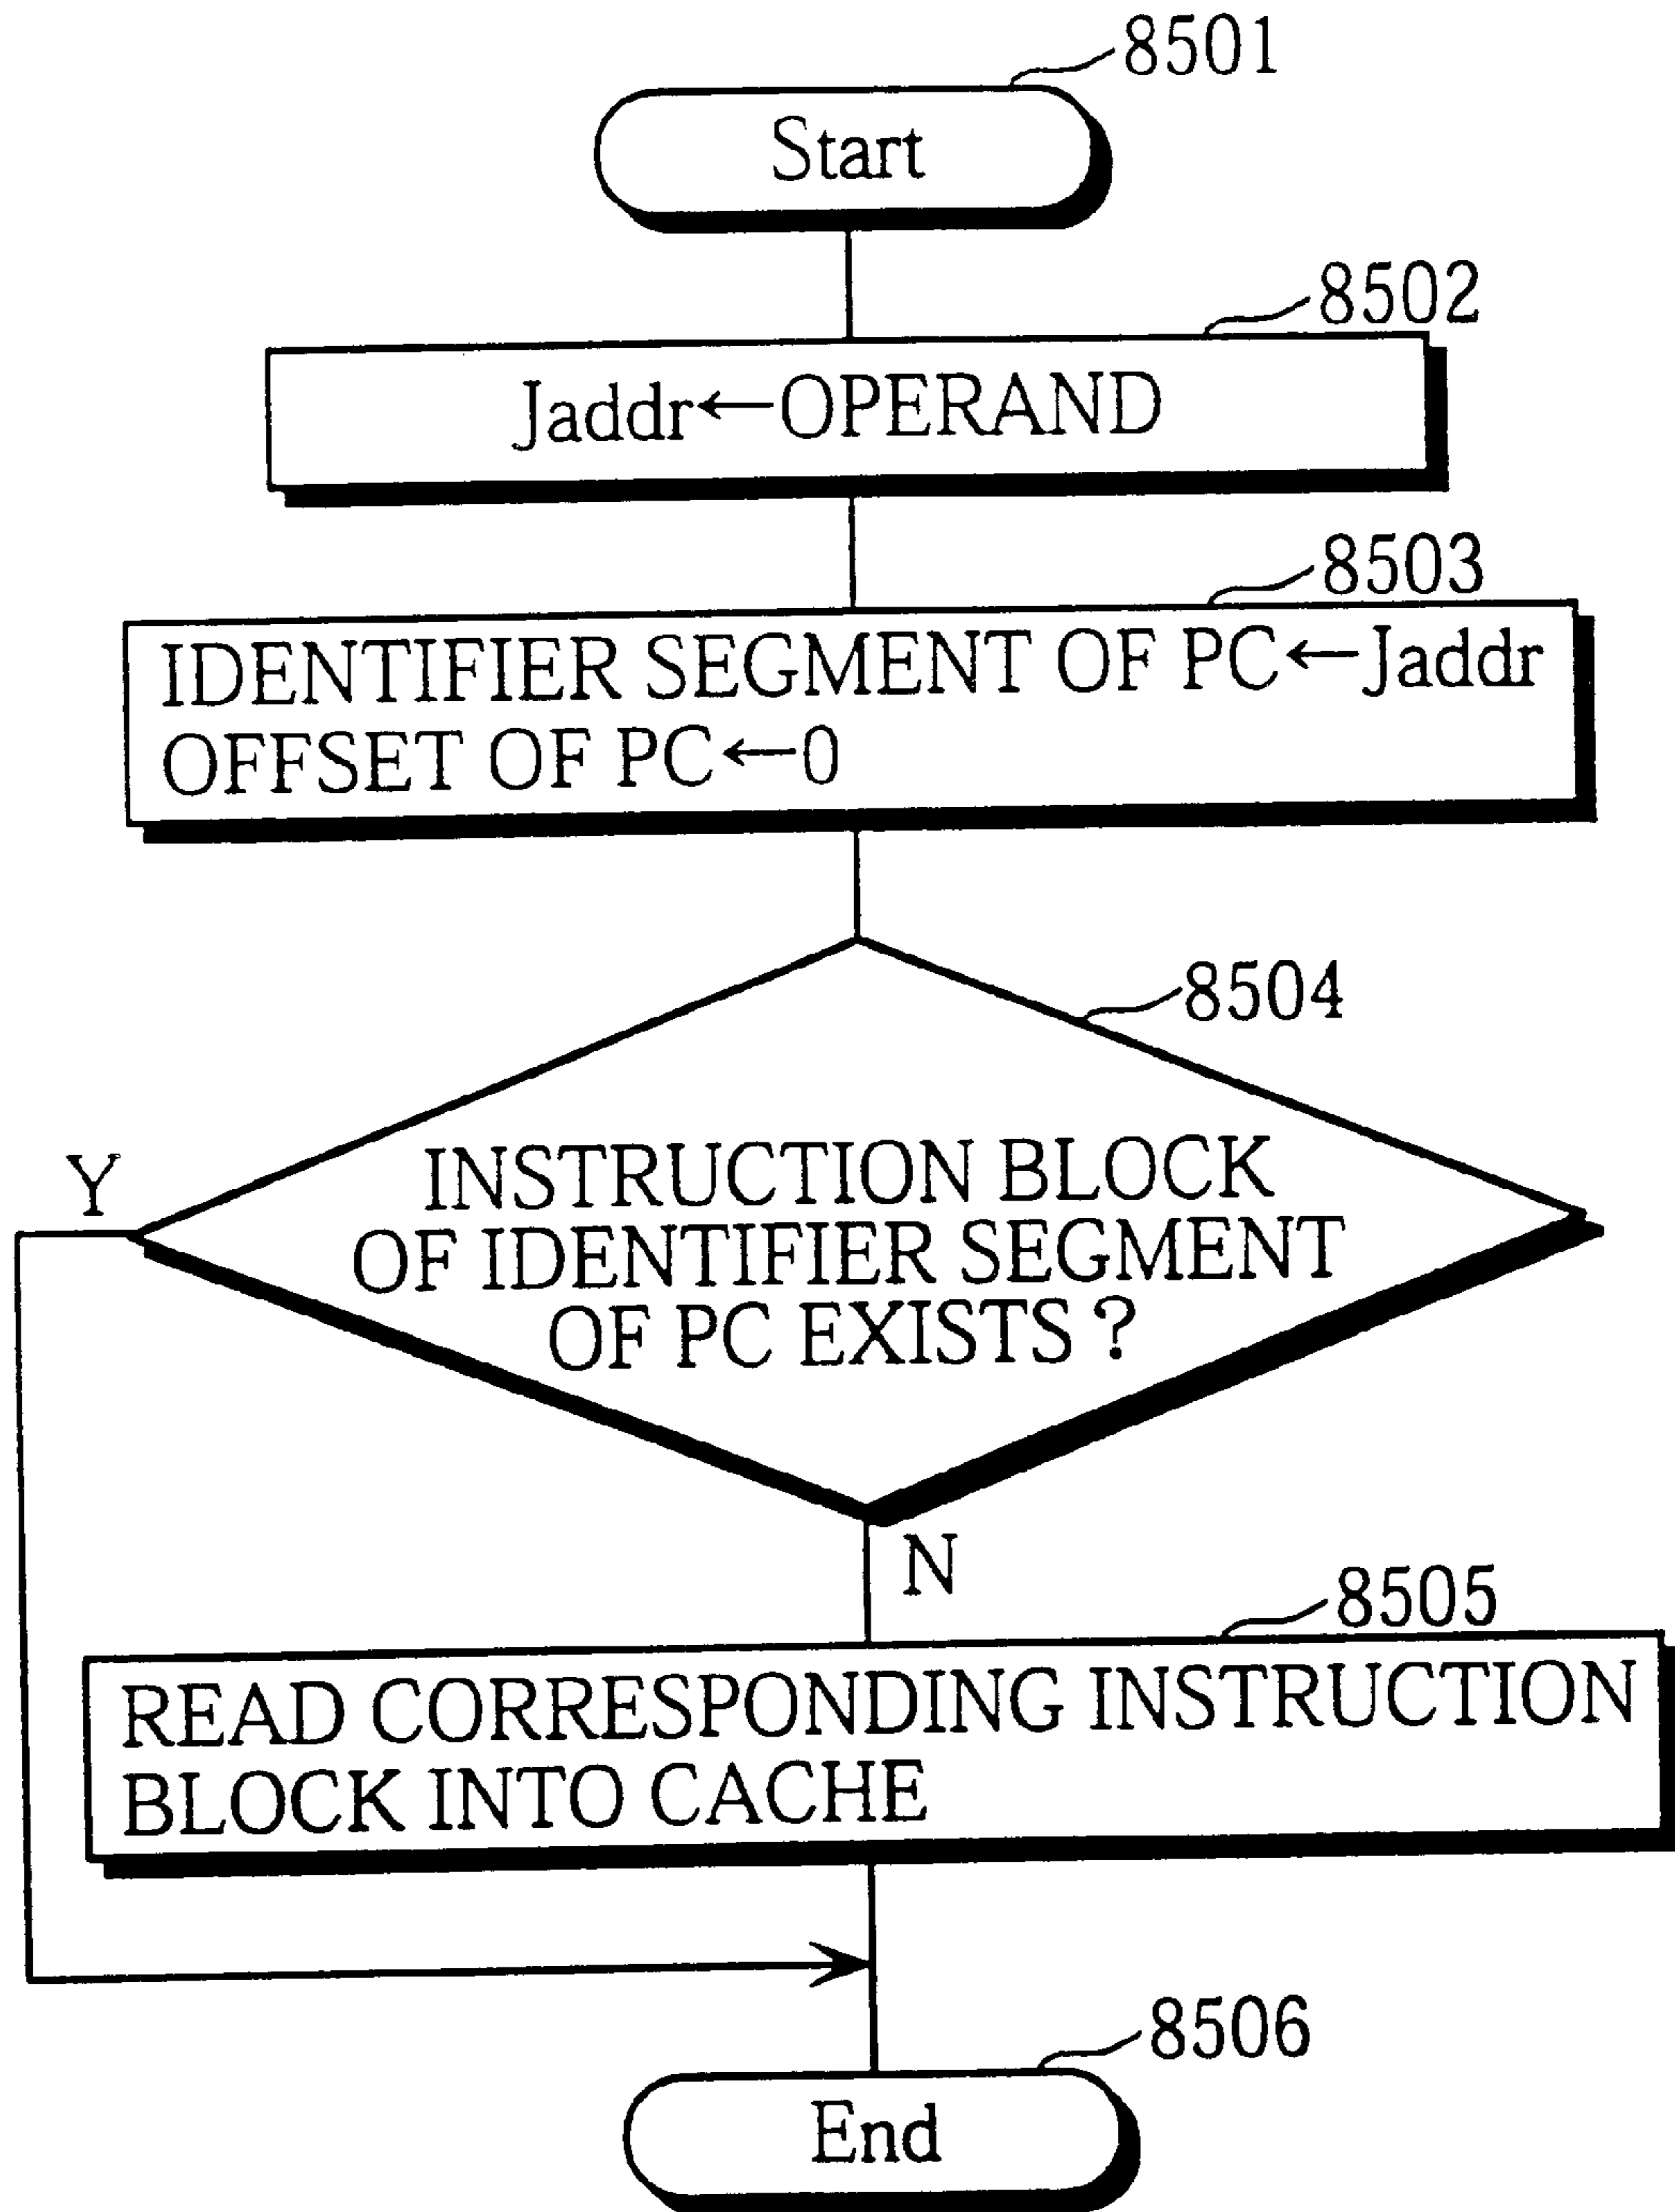 8501
Start
8502
Jaddr←OPERAND
8503
IDENTIFIER SEGMENT OF PC←Jaddr
OFFSET OF PC←0
8504
Y
INSTRUCTION BLOCK
OF IDENTIFIER SEGMENT
OF PC EXISTS ?
N
8505
READ CORRESPONDING INSTRUCTION
BLOCK INTO CACHE
8506
End